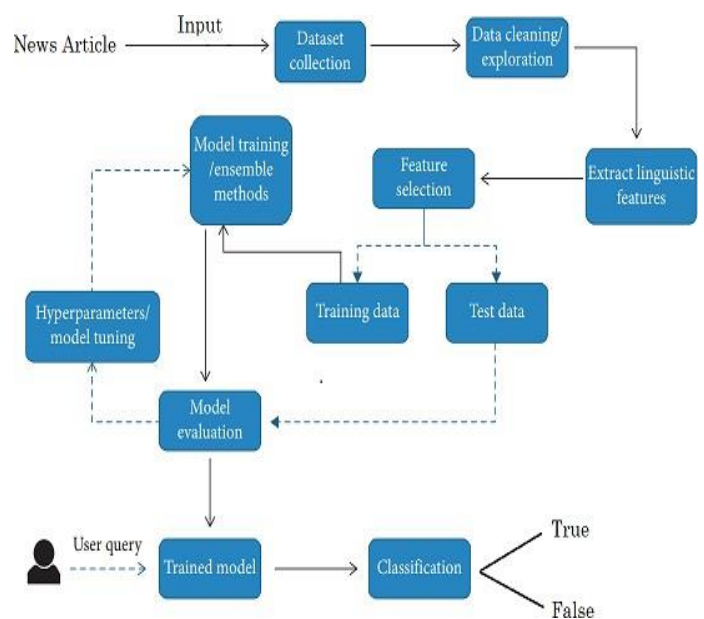 Input
News Article
Dataset
collection
Data cleaning/
exploration
Model training
/ensemble
methods
Feature
selection
Extract linguistic
features
Hyperparameters/
model tuning
Training data
Test data
Model
evaluation
User query
Trained model
Classification
True
False